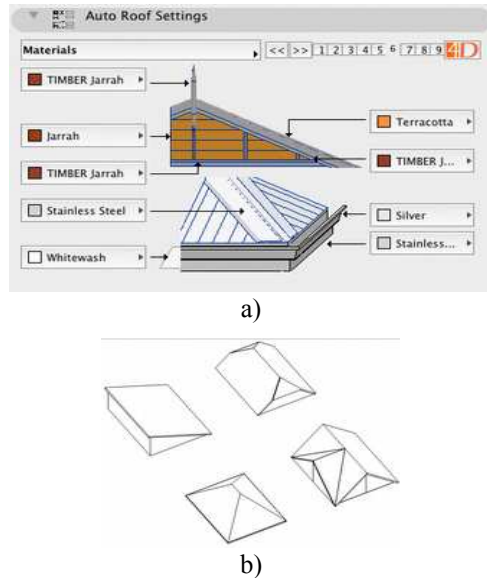 Auto Roof Settings
Materials
<< >> 1 2 3 4 5 6 7 8 9 4D
TIMBER Jarrah
Jarrah
TIMBER Jarrah
Stainless Steel
Whitewash
Terracotta
TIMBER J...
Silver
Stainless...
a)
b)